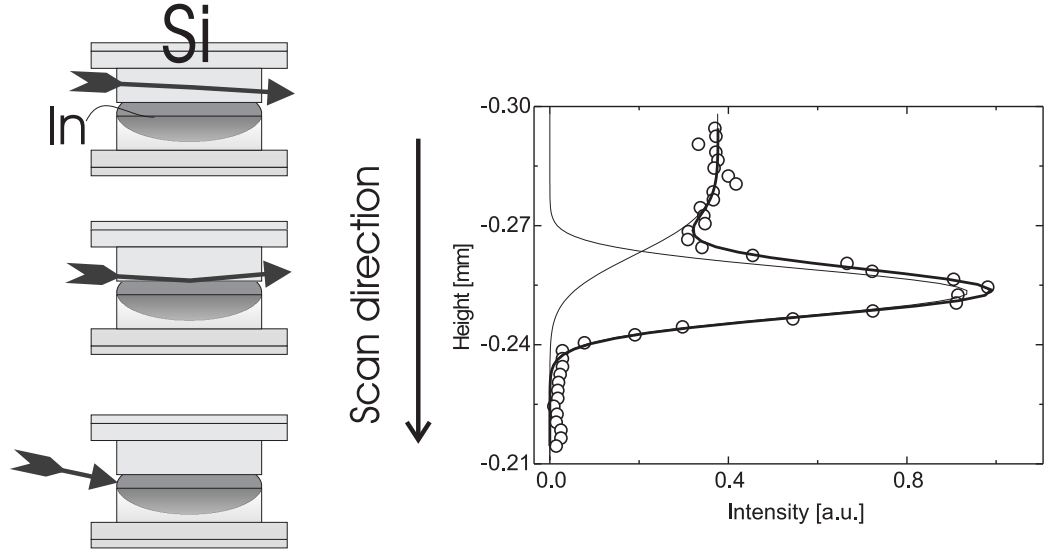 Si
In
Scan direction
Height [mm]
-0.30
-0.27
-0.24
-0.21
0.0
0.4
0.8
Intensity [a.u.]